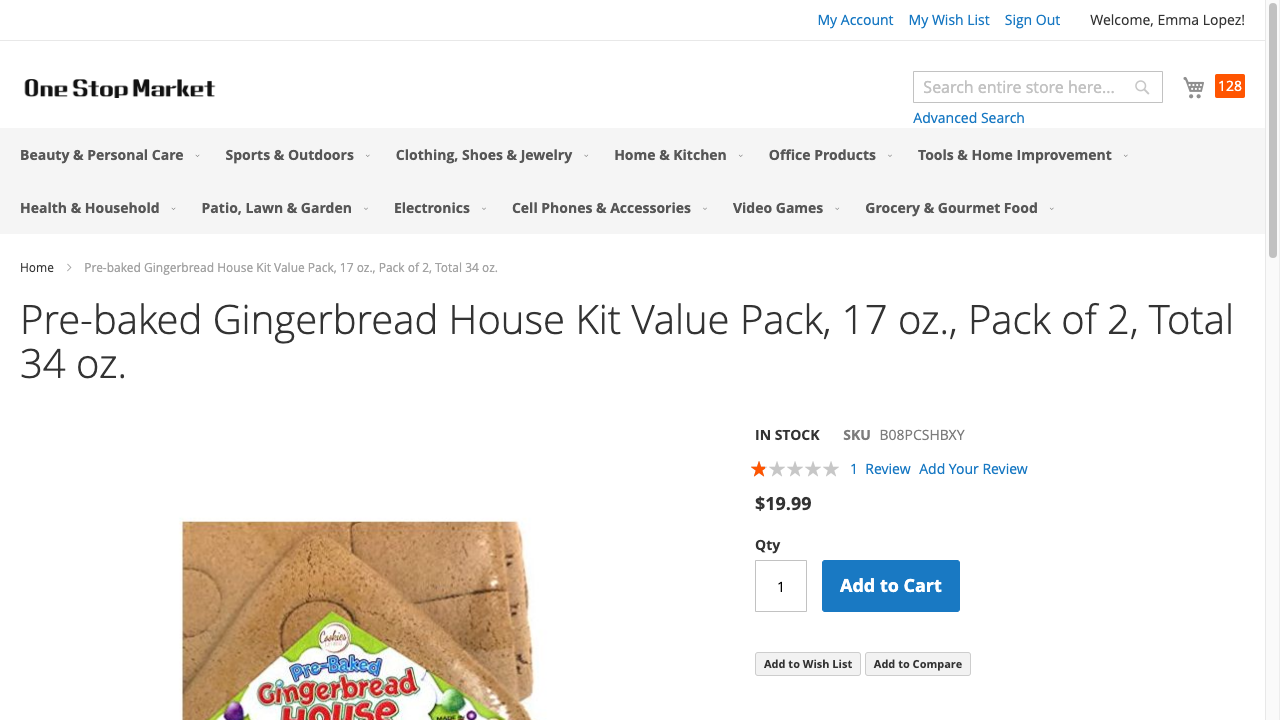 My Account My Wish List Sign Out Welcome, Emma Lopez!
One Stop Market
Search entire store here...
128
Advanced Search
Beauty & Personal Care Sports & Outdoors Clothing, Shoes & Jewelry Home & Kitchen Office Products Tools & Home Improvement
Health & Household Patio, Lawn & Garden Electronics Cell Phones & Accessories Video Games Grocery & Gourmet Food
Home Pre-baked Gingerbread House Kit Value Pack, 17 oz., Pack of 2, Total 34 oz.
Pre-baked Gingerbread House Kit Value Pack, 17 oz., Pack of 2, Total
34 oz.
IN STOCK SKU B08PCSHBXY
1 Review Add Your Review
$19.99
Qty
1 Add to Cart
Add to Wish List Add to Compare
Cookies
Pre-Baked
Gingerbread
HOUSE